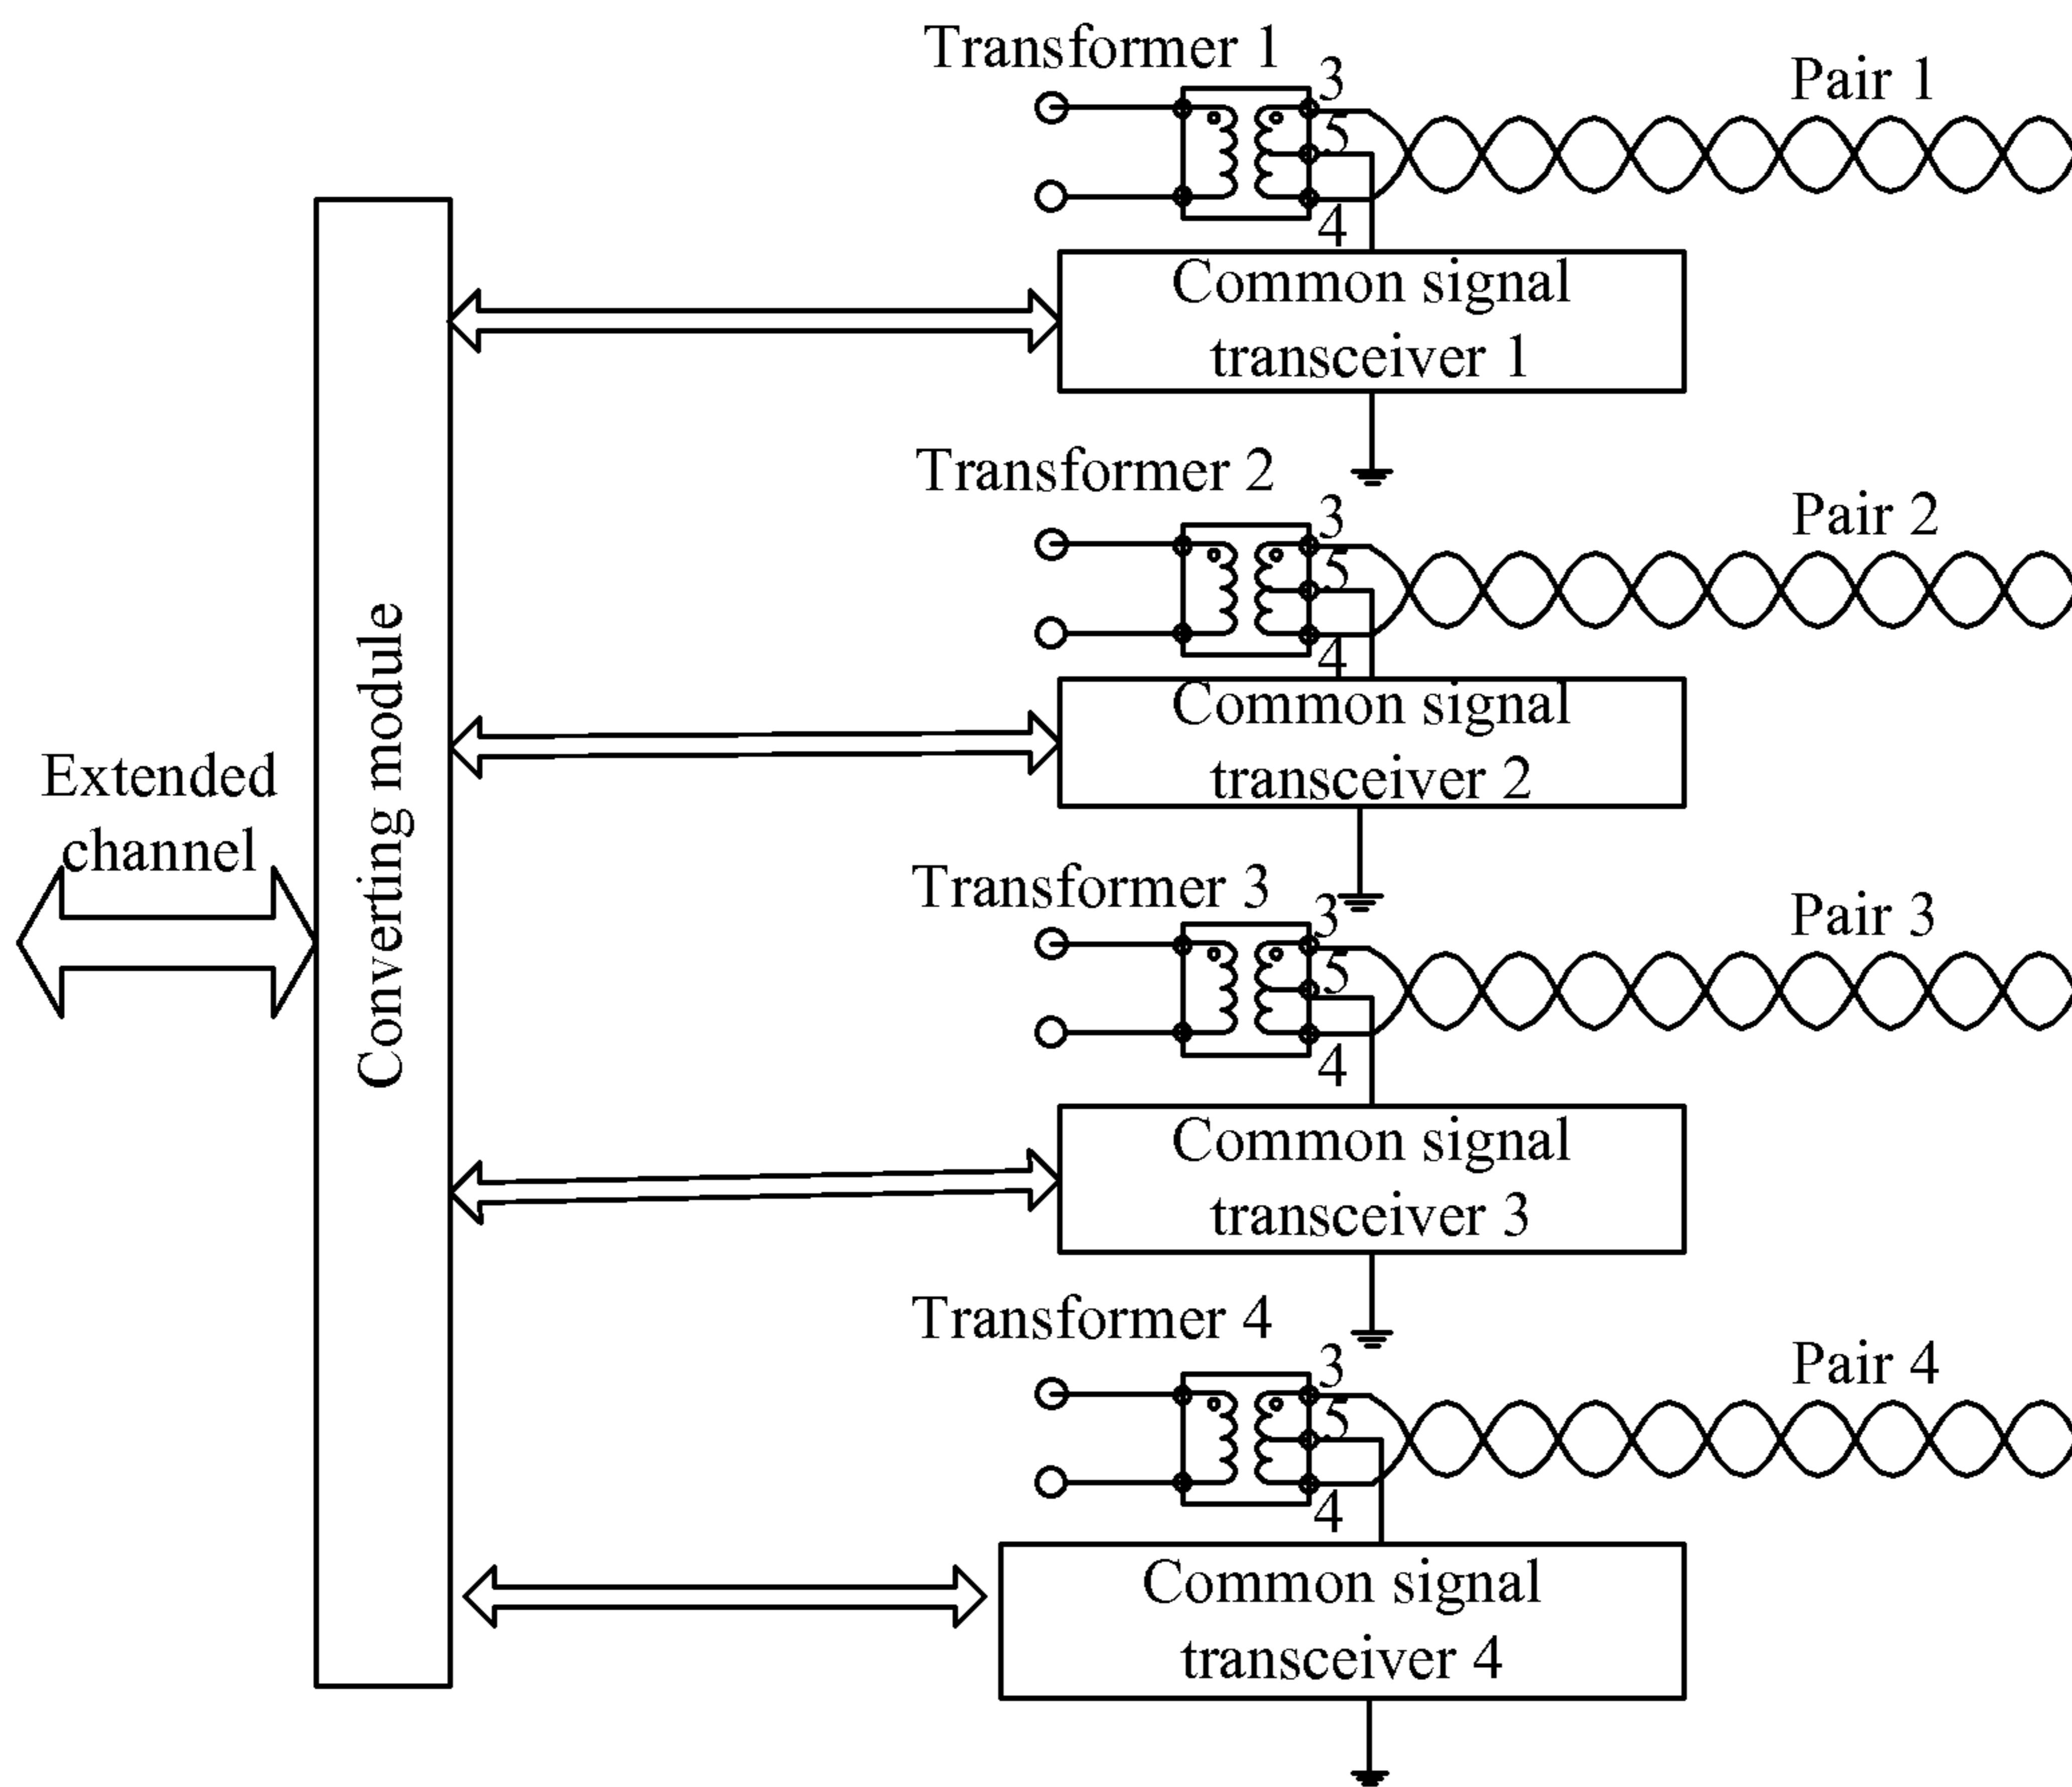 Transformer 1
3
Pair 1
5
4
Common signal
transceiver 1
Transformer 2
3
Pair 2
5
4
Common signal
transceiver 2
Extended
channel
Converting module
Transformer 3
3
Pair 3
5
4
Common signal
transceiver 3
Transformer 4
3
Pair 4
5
4
Common signal
transceiver 4